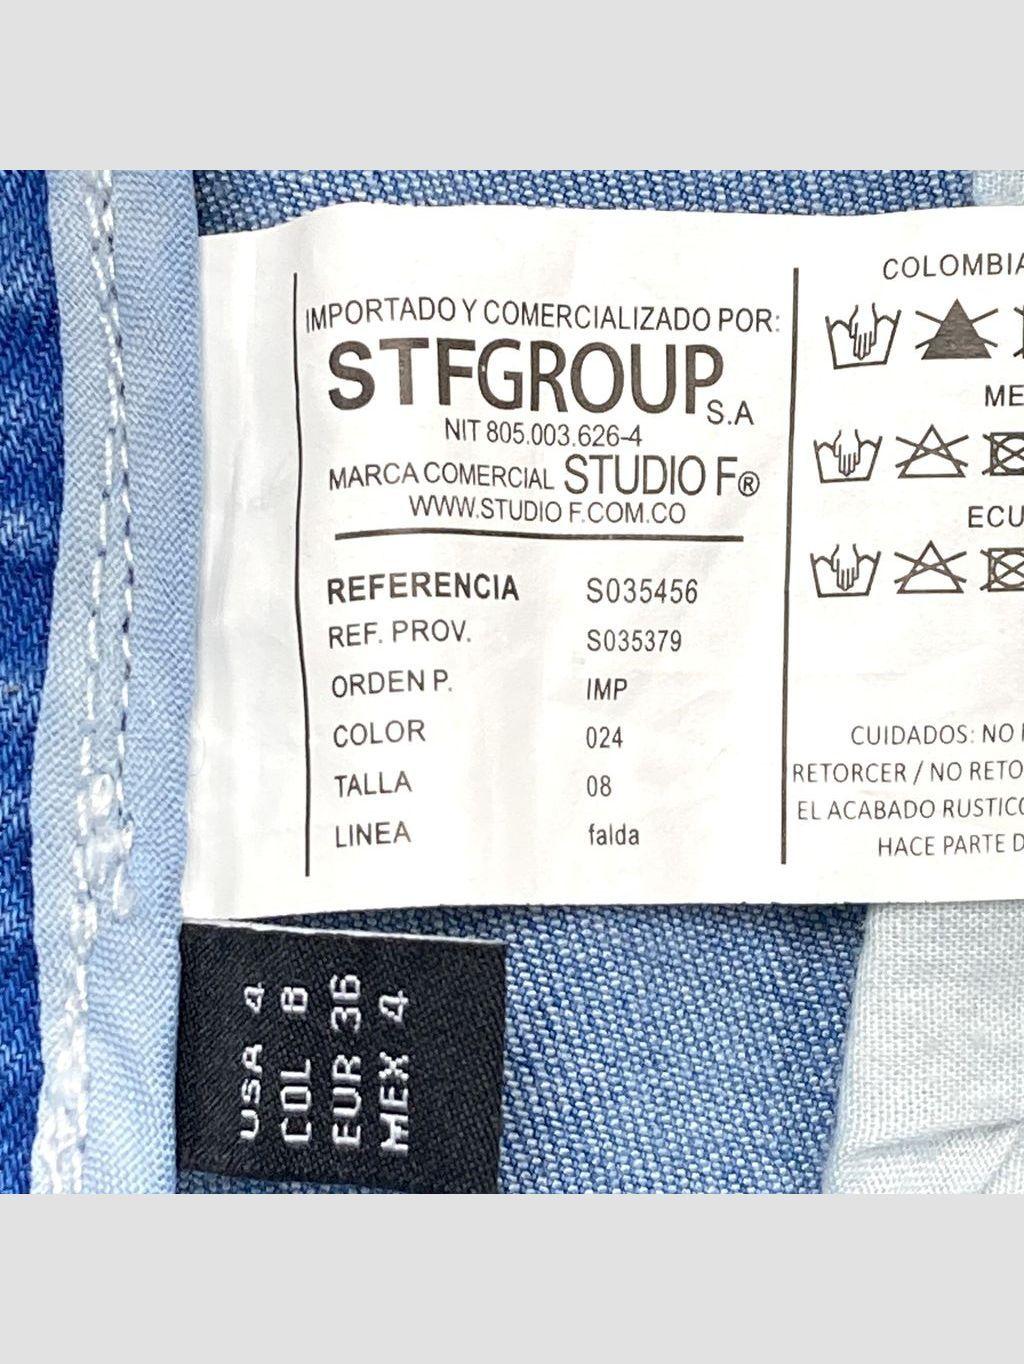 IMPORTADO Y COMERCIALIZADO POR:
STFGROUP S.A
NIT 805.003.626-4
MARCA COMERCIAL STUDIO F®
WWW.STUDIO F.COM.CO
REFERENCIA S035456
REF. PROV. S035379
ORDEN P. IMP
COLOR 024
TALLA 08
LINEA falda
COLOMBIA
ME
ECU
CUIDADOS: NO
RETORCER / NO RETO
EL ACABADO RUSTICO
HACE PARTE D
USA 4
COL 8
EUR 36
MEX 4